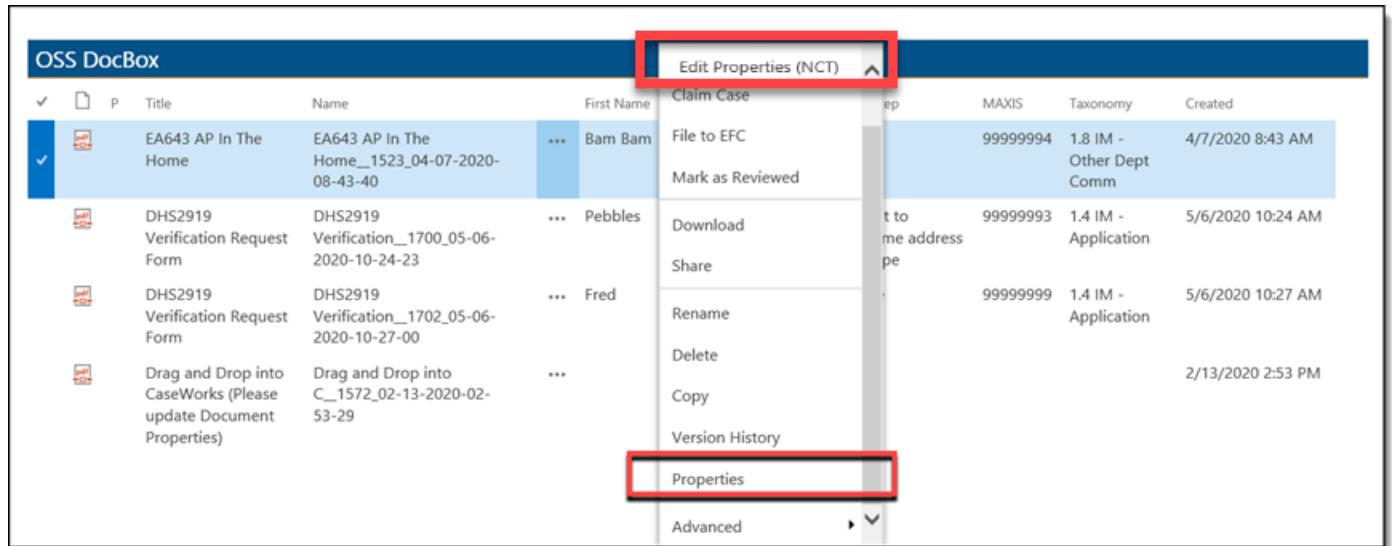 OSS DocBox
Edit Properties (NCT)
P Title Name First Name ep MAXIS Taxonomy Created
Claim Case
EA643 AP In The EA643 AP In The ... Bam Bam 99999994 1.8 IM - 4/7/2020 8:43 AM
Home Home__1523_04-07-2020- Other Dept
08-43-40 Comm
File to EFC
Mark as Reviewed
DHS2919 DHS2919 ... Pebbles t to 99999993 1.4 IM - 5/6/2020 10:24 AM
Verification Request Verification__1700_05-06- me address Application
Form 2020-10-24-23 pe
Download
Share
DHS2919 DHS2919 ... Fred 99999999 1.4 IM - 5/6/2020 10:27 AM
Verification Request Verification__1702_05-06- Application
Form 2020-10-27-00
Rename
Delete
Drag and Drop into Drag and Drop into ... 2/13/2020 2:53 PM
CaseWorks (Please C__1572_02-13-2020-02-
update Document 53-29
Properties)
Copy
Version History
Properties
Advanced